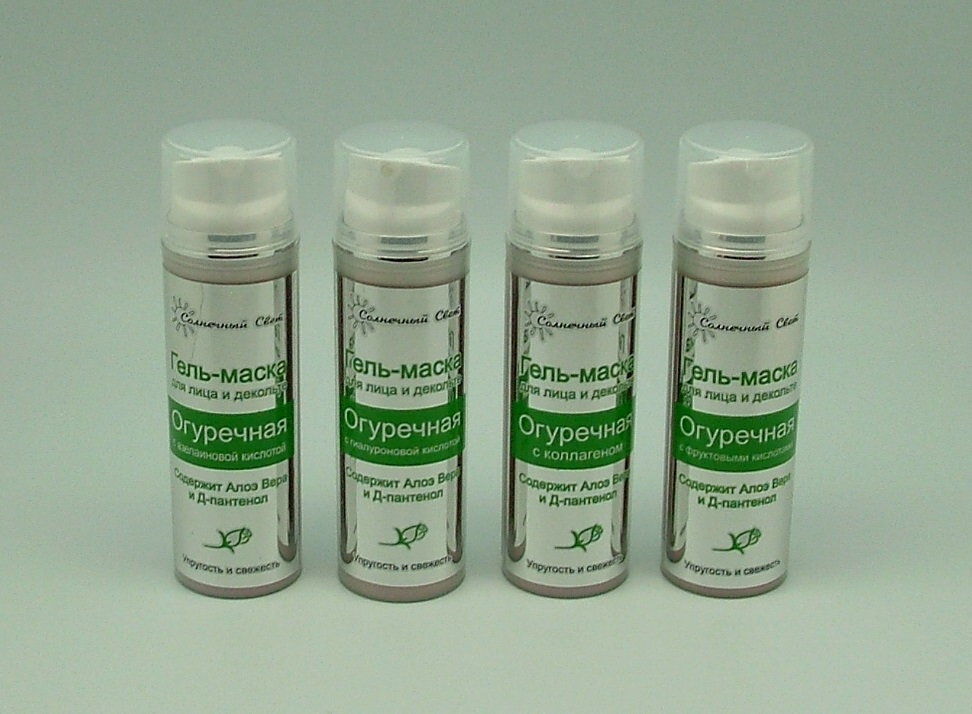 Солнечный Свет
Гель-маска
для лица и декольте
Огуречная
с азелаиновой кислотой
Содержит Алоэ Вера
и Д-пантенол
Упругость и свежесть
Солнечный Свет
Гель-маска
для лица и декольте
Огуречная
с гиалуроновой кислотой
Содержит Алоэ Вера
и Д-пантенол
Упругость и свежесть
Солнечный Свет
Гель-маска
для лица и декольте
Огуречная
с коллагеном
Содержит Алоэ Вера
и Д-пантенол
Упругость и свежесть
Солнечный Свет
Гель-маска
для лица и декольте
Огуречная
с фруктовыми кислотами
Содержит Алоэ Вера
и Д-пантенол
Упругость и свежесть